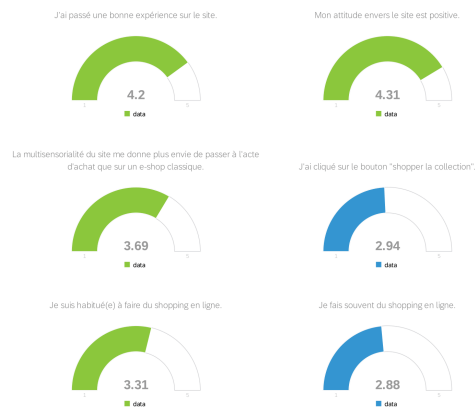 J'ai passé une bonne expérience sur le site.
4.2
1
5
data
Mon attitude envers le site est positive.
4.31
1
5
data
La multisensorialité du site me donne plus envie de passer à l'acte
d'achat que sur un e-shop classique.
3.69
1
5
data
J'ai cliqué sur le bouton "shopper la collection".
2.94
1
5
data
Je suis habitué(e) à faire du shopping en ligne.
3.31
1
5
data
Je fais souvent du shopping en ligne.
2.88
1
5
data